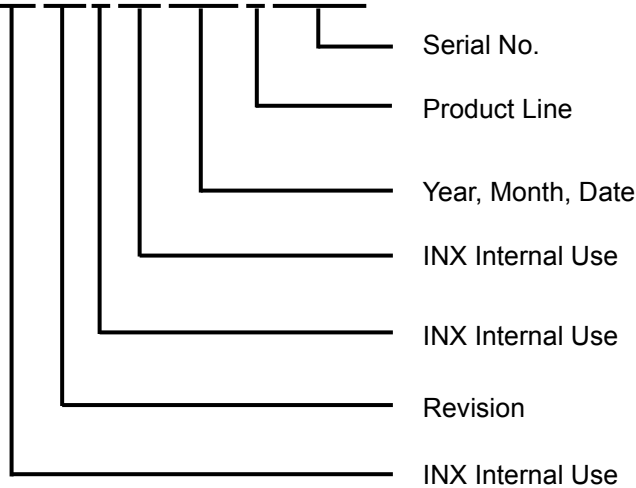 Serial No.
Product Line
Year, Month, Date
INX Internal Use
INX Internal Use
Revision
INX Internal Use